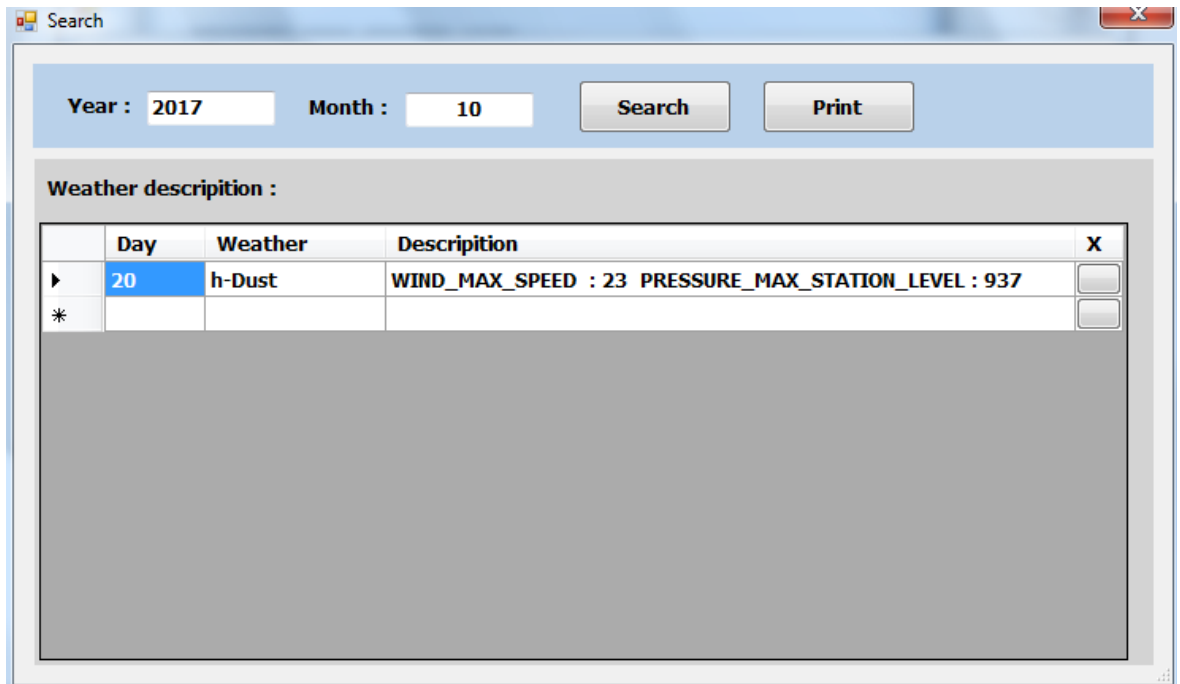 Search
Year : 2017 Month : 10 Search Print
Weather descripition :
Day Weather Descripition X
20 h-Dust WIND_MAX_SPEED : 23 PRESSURE_MAX_STATION_LEVEL : 937